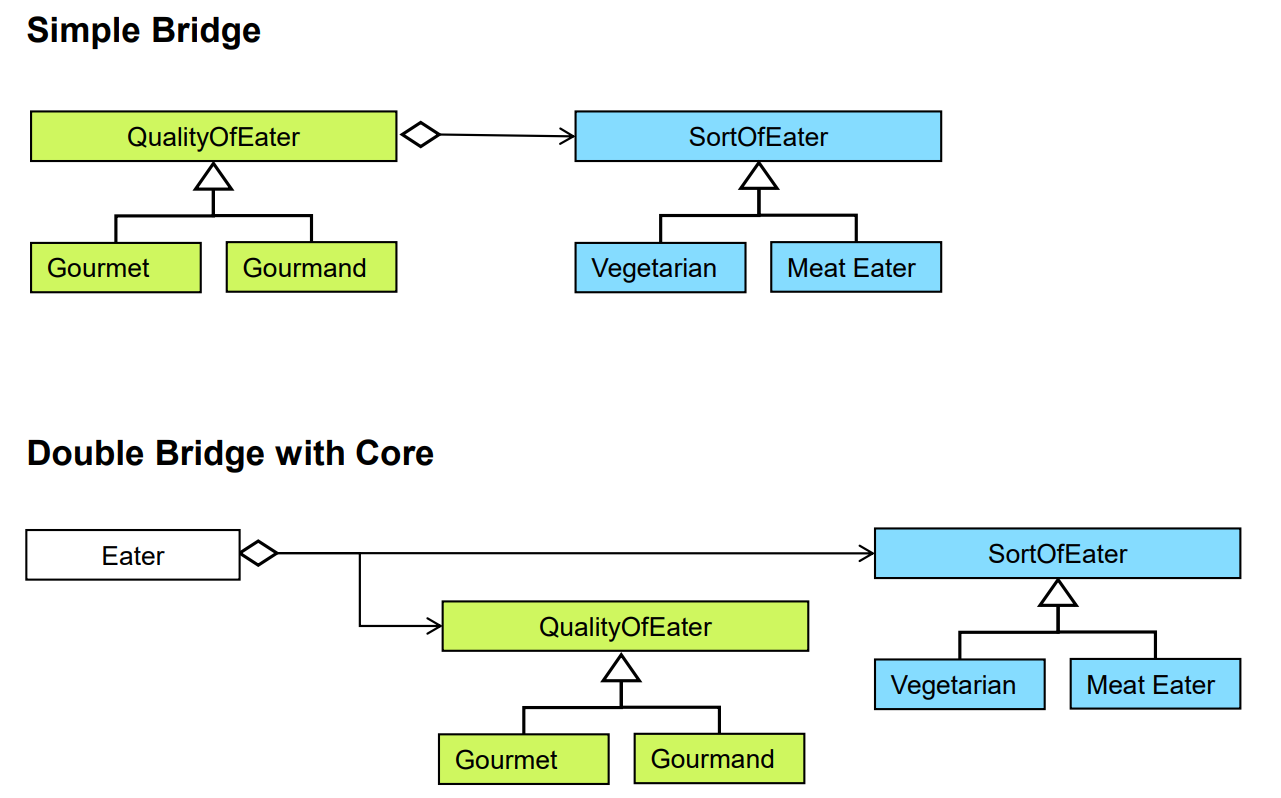 Simple Bridge
QualityOfEater
SortOfEater
Gourmet
Gourmand
Vegetarian
Meat Eater
Double Bridge with Core
Eater
SortOfEater
QualityOfEater
Vegetarian
Meat Eater
Gourmet
Gourmand